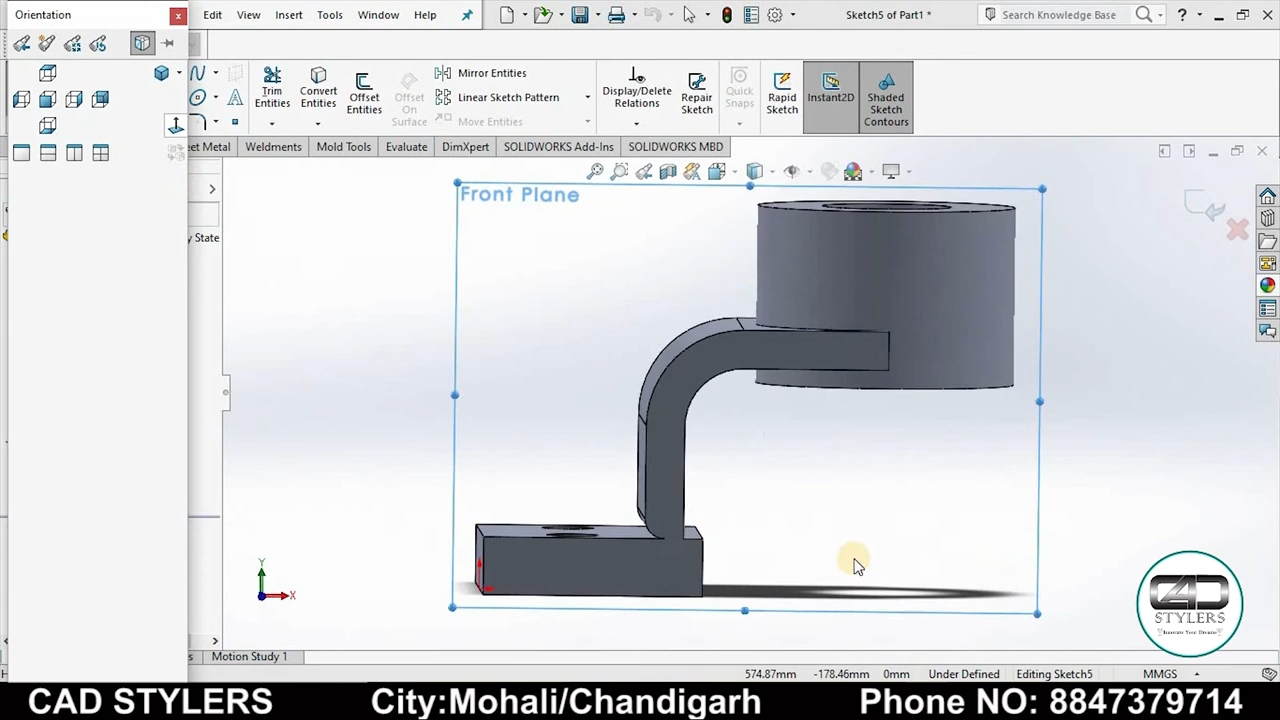 Orientation
Edit View Insert Tools Window Help
Sketch5 of Part1 *
Search Knowledge Base
?
Trim Entities
Convert Entities
Offset Entities
Offset On Surface
Mirror Entities
Linear Sketch Pattern
Move Entities
Display/Delete Relations
Repair Sketch
Quick Snaps
Rapid Sketch
Instant2D
Shaded Sketch Contours
et Metal Weldments Mold Tools Evaluate DimXpert SOLIDWORKS Add-Ins SOLIDWORKS MBD
Front Plane
y State
Y
X
CAD
STYLERS
Innovate Your Dreams
s Motion Study 1
574.87mm -178.46mm 0mm Under Defined Editing Sketch5 MMGS
CAD STYLERS City:Mohali/Chandigarh Phone NO: 8847379714